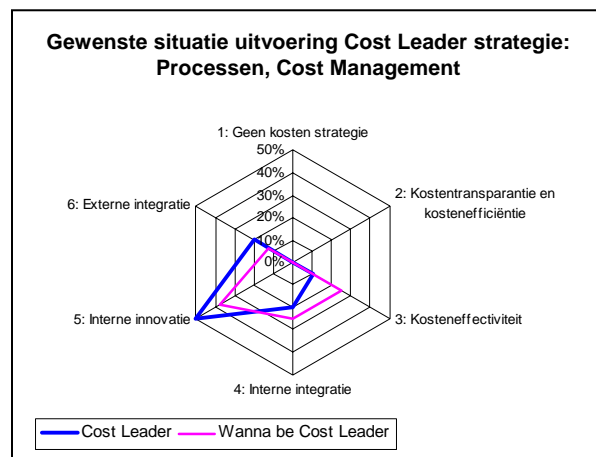 Gewenste situatie uitvoering Cost Leader strategie:
Processen, Cost Management
1: Geen kosten strategie
50%
40%
30%
20%
10%
0%
2: Kostentransparantie en
kostenefficiëntie
3: Kosteneffectiviteit
4: Interne integratie
5: Interne innovatie
6: Externe integratie
Cost Leader
Wanna be Cost Leader